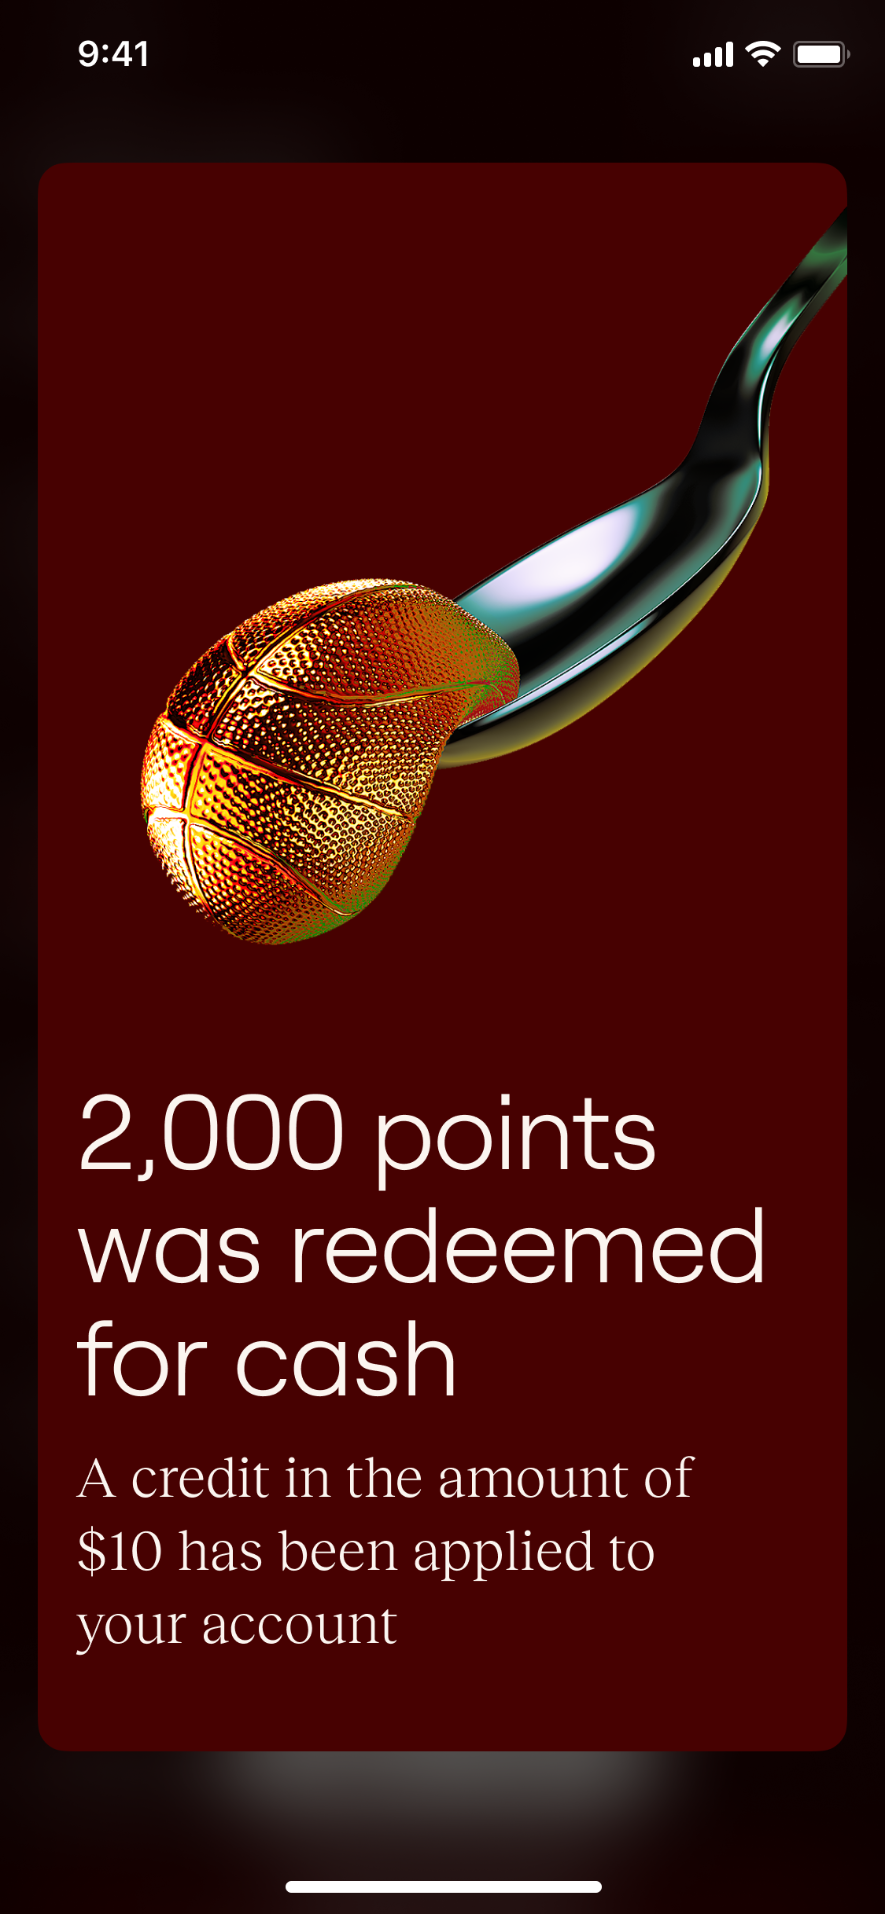 9:41
2,000 points
was redeemed
for cash
A credit in the amount of
$10 has been applied to
your account